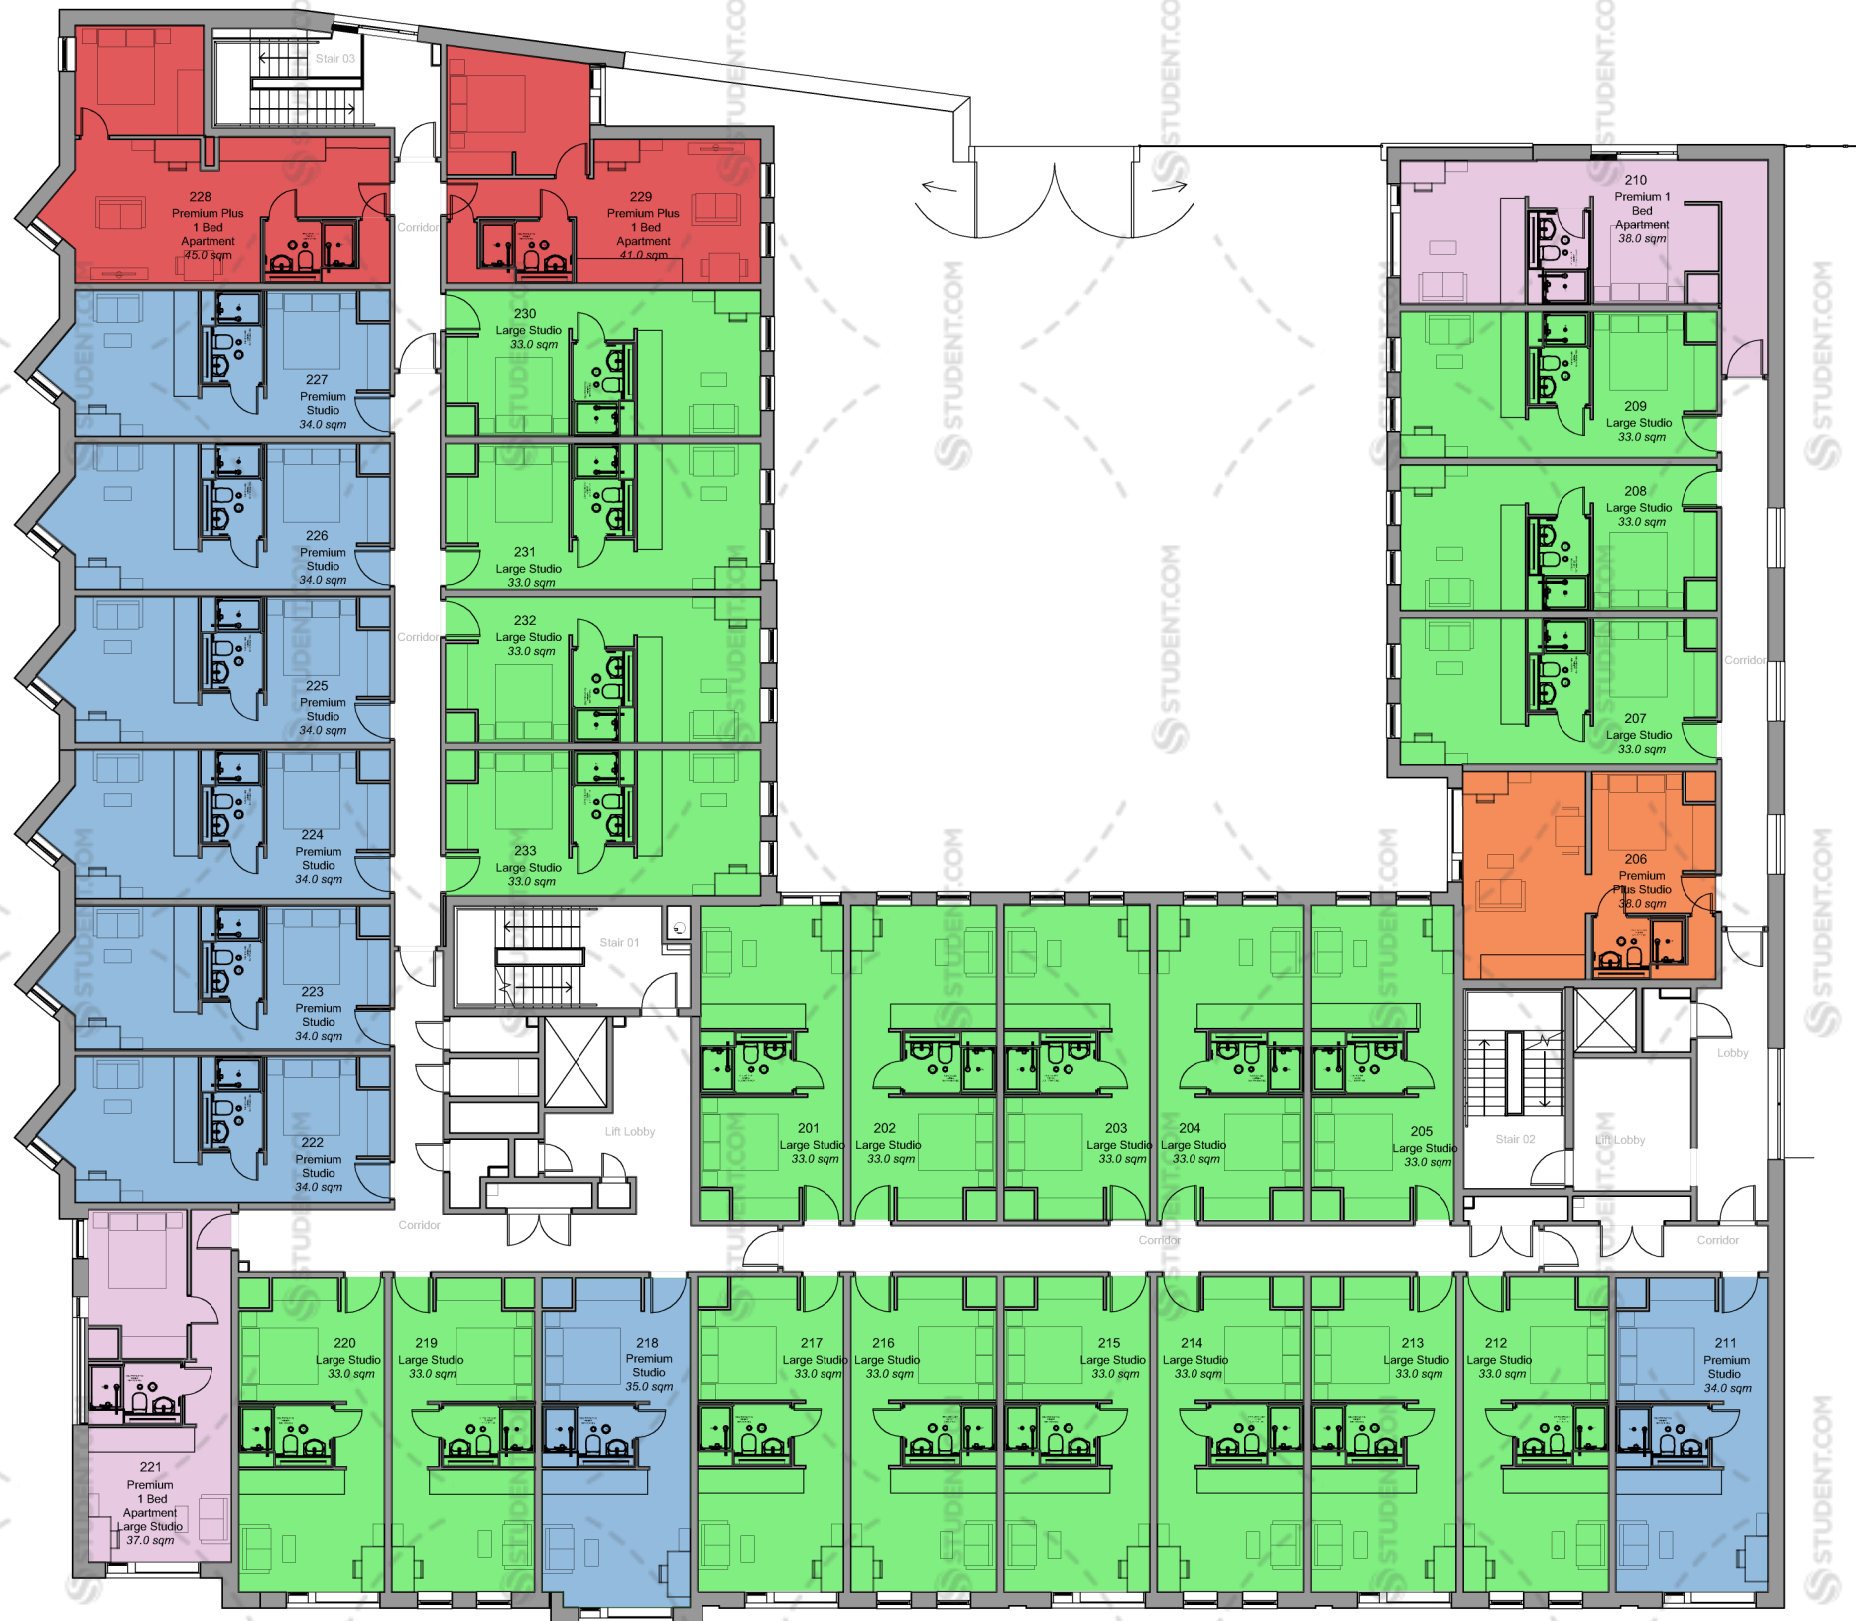 Stair 03
228
Premium Plus
1 Bed
Apartment
45.0 sqm
Corridor
229
Premium Plus
1 Bed
Apartment
41.0 sqm
210
Premium 1
Bed
Apartment
38.0 sqm
227
Premium
Studio
34.0 sqm
230
Large Studio
33.0 sqm
209
Large Studio
33.0 sqm
226
Premium
Studio
34.0 sqm
231
Large Studio
33.0 sqm
208
Large Studio
33.0 sqm
225
Premium
Studio
34.0 sqm
Corridor
232
Large Studio
33.0 sqm
207
Large Studio
33.0 sqm
Corridor
224
Premium
Studio
34.0 sqm
233
Large Studio
33.0 sqm
206
Premium
Plus Studio
38.0 sqm
223
Premium
Studio
34.0 sqm
Stair 01
Lobby
222
Premium
Studio
34.0 sqm
Lift Lobby
201
Large Studio
33.0 sqm
202
Large Studio
33.0 sqm
203
Large Studio
33.0 sqm
204
Large Studio
33.0 sqm
205
Large Studio
33.0 sqm
Stair 02
Lift Lobby
Corridor
Corridor
Corridor
221
Premium
1 Bed
Apartment
Large Studio
37.0 sqm
220
Large Studio
33.0 sqm
219
Large Studio
33.0 sqm
218
Premium
Studio
35.0 sqm
217
Large Studio
33.0 sqm
216
Large Studio
33.0 sqm
215
Large Studio
33.0 sqm
214
Large Studio
33.0 sqm
213
Large Studio
33.0 sqm
212
Large Studio
33.0 sqm
211
Premium
Studio
34.0 sqm
STUDENT.COM